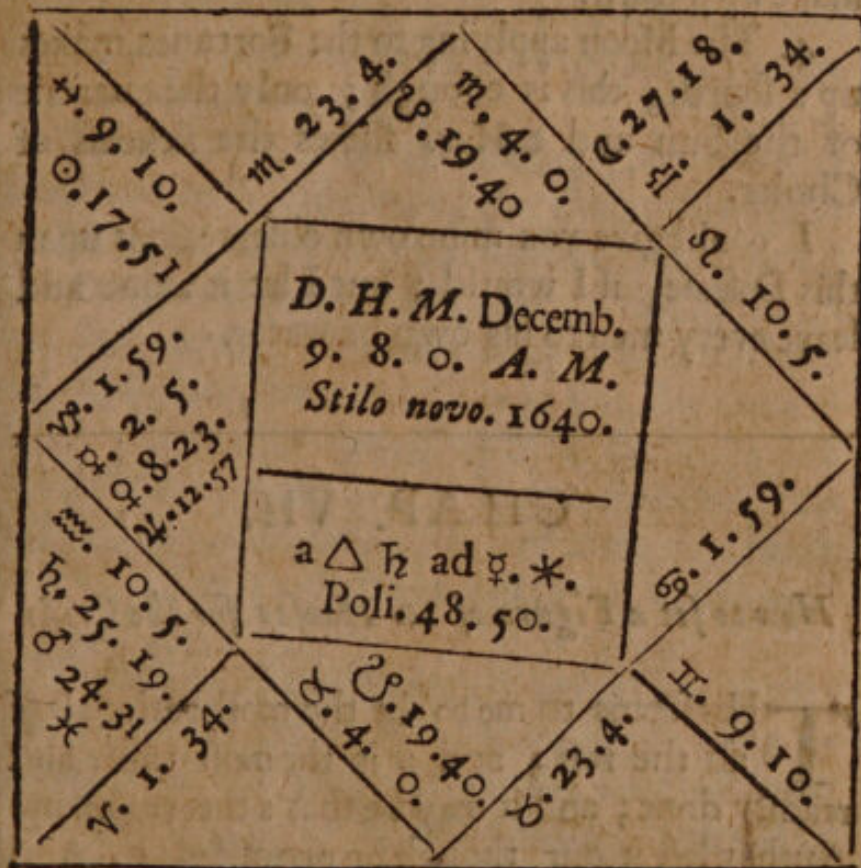 ♐. 9. 10.
☉.17.51
♏. 23. 4.
♏. 4. 0.
☋.19.40
☾.27.18.
♎. 1. 34.
♌. 10. 5.
D. H. M. Decemb.
9. 8. 0. A. M.
Stilo novo. 1640.
a △ ♄ ad ☿. ⚹.
Poli. 48. 50.
♑. 1. 59.
☿. 2. 5.
♀. 8. 23.
♃. 12. 57
♒. 10. 5.
♄. 25. 19.
♂ 24. 31
♓
♈. 1. 34.
♉. 4. 0.
☋.19.40.
♉. 23. 4.
♊. 9. 10.
♋. 1. 59.